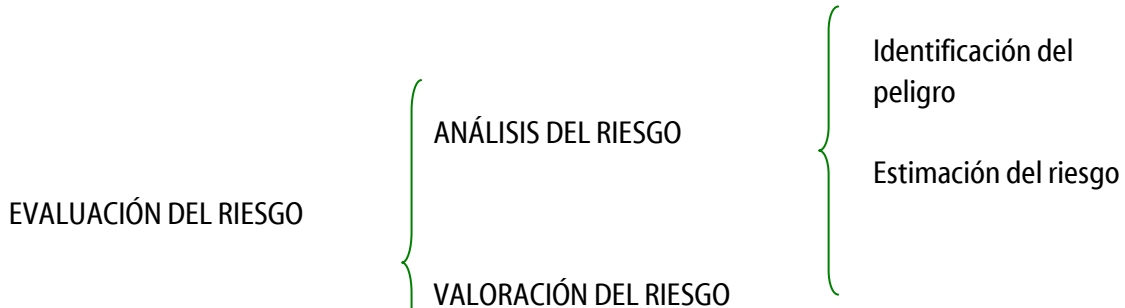 Identificación del
peligro
ANÁLISIS DEL RIESGO
Estimación del riesgo
EVALUACIÓN DEL RIESGO
VALORACIÓN DEL RIESGO